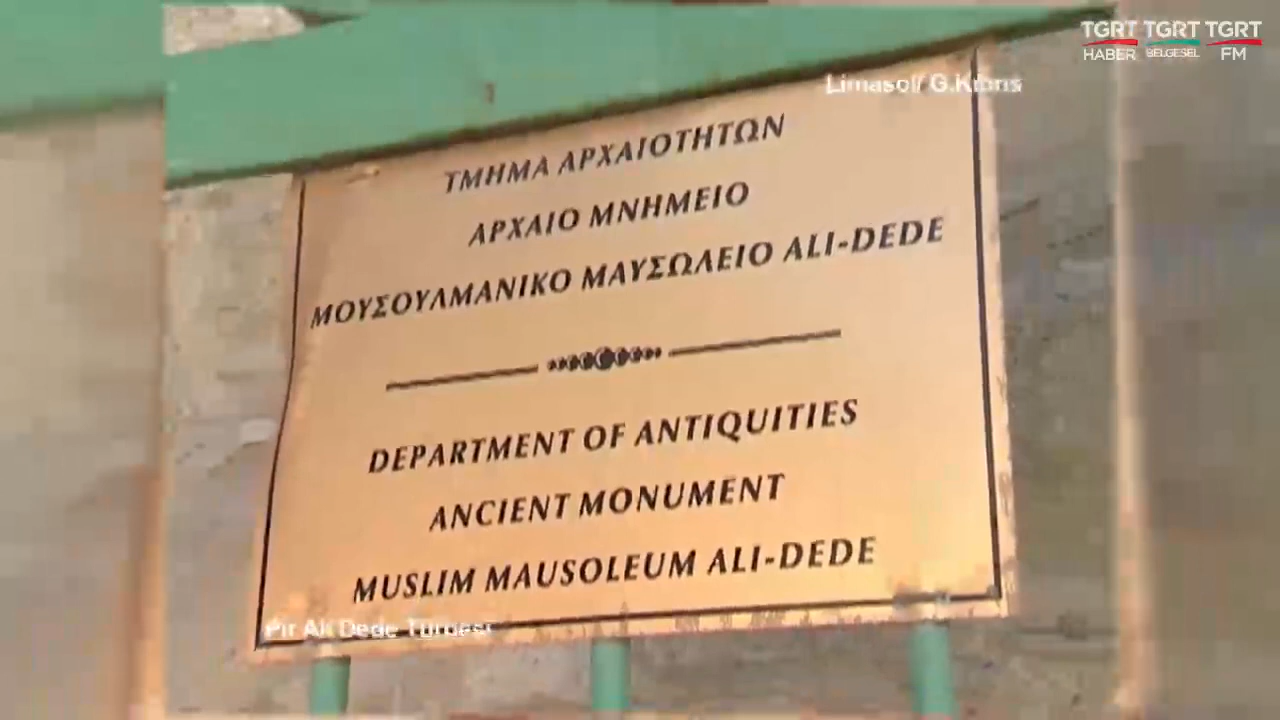 TGRT HABER
TGRT BELGESEL
TGRT FM
Limasol/ G.Kıbrıs
ΤΜΗΜΑ ΑΡΧΑΙΟΤΗΤΩΝ
ΑΡΧΑΙΟ ΜΝΗΜΕΙΟ
ΜΟΥΣΟΥΛΜΑΝΙΚΟ ΜΑΥΣΩΛΕΙΟ ALI-DEDE
DEPARTMENT OF ANTIQUITIES
ANCIENT MONUMENT
MUSLIM MAUSOLEUM ALI-DEDE
Pir Ali Dede Türbesi